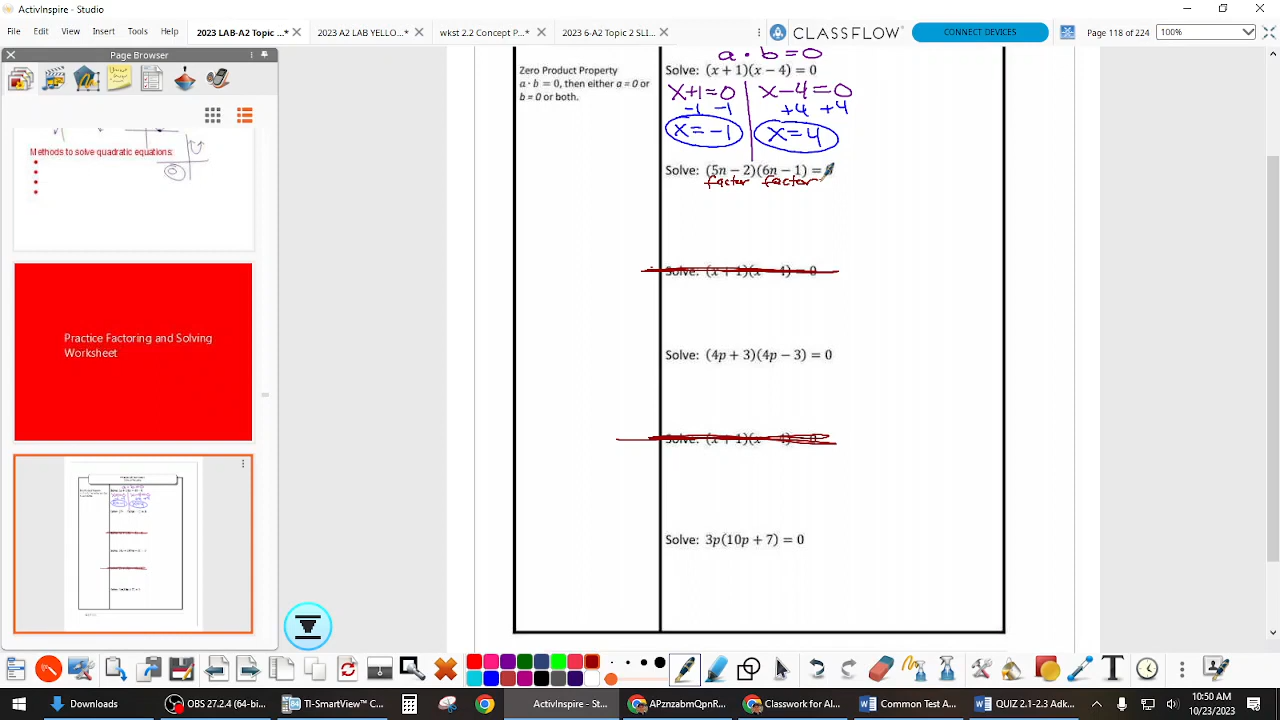 ActivInspire - Studio
File Edit View Insert Tools Help
2023 LAB-A2 Topic ...* 2023 A2 LP_YELLO...* wkst 2.2 Concept P...* 2023 6-A2 Topic 2 SLI...*
CLASSFLOW CONNECT DEVICES Page 118 of 224 100%
Page Browser
Methods to solve quadratic equations:
Practice Factoring and Solving
Worksheet
Zero Product Property
a · b = 0, then either a = 0 or
b = 0 or both.
a · b = 0
Solve: (x + 1)(x − 4) = 0
x+1=0 x−4=0
−1 −1 +4 +4
x=−1 x=4
Solve: (5n − 2)(6n − 1) =
factor factor
Solve: (x + 1)(x − 4) = 0
Solve: (4p + 3)(4p − 3) = 0
Solve: (x + 1)(x − 4) = 0
Solve: 3p(10p + 7) = 0
Downloads
OBS 27.2.4 (64-bi...
TI-SmartView™ C...
ActivInspire - St...
APznzabmQpnR...
Classwork for Al...
Common Test A...
QUIZ 2.1-2.3 Adk...
10:50 AM
10/23/2023